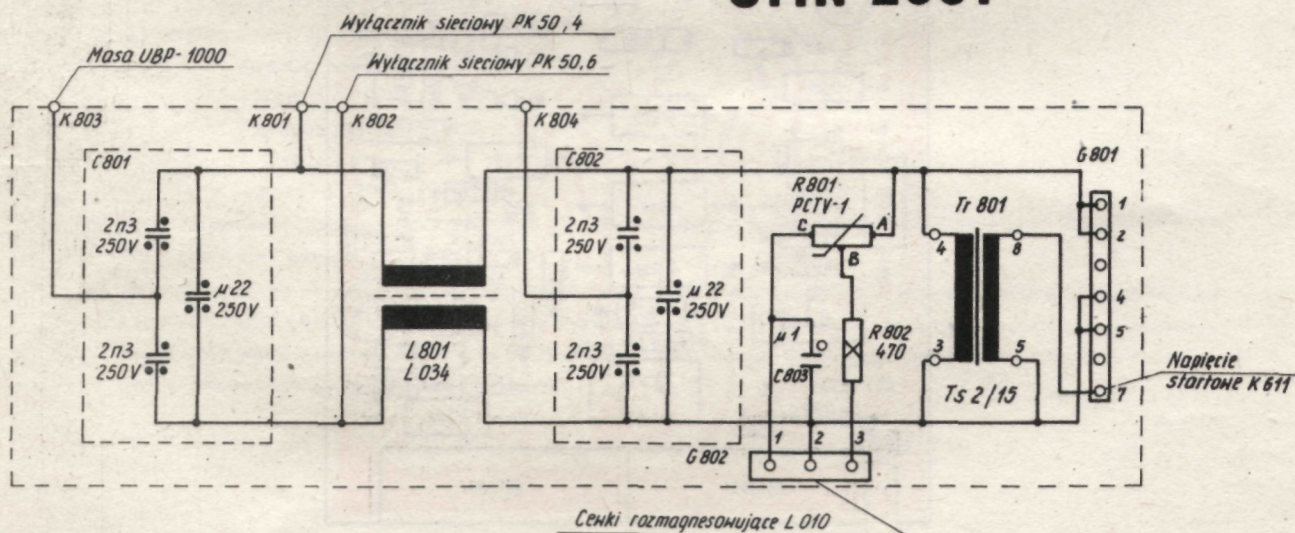 Wyłącznik sieciowy PK 50,4
Masa UBP-1000
Wyłącznik sieciowy PK 50,6
K803
K801
K802
K804
C801
C802
G801
R801
PCTV-1
Tr 801
C
A
B
1
2
4
5
7
4
8
3
5
2n3
250V
2n3
250V
μ22
250V
μ22
250V
2n3
250V
2n3
250V
L801
L034
μ1
C803
R802
470
Ts 2/15
Napięcie
startowe K611
G802
1
2
3
Cewki rozmagnesowujące L010